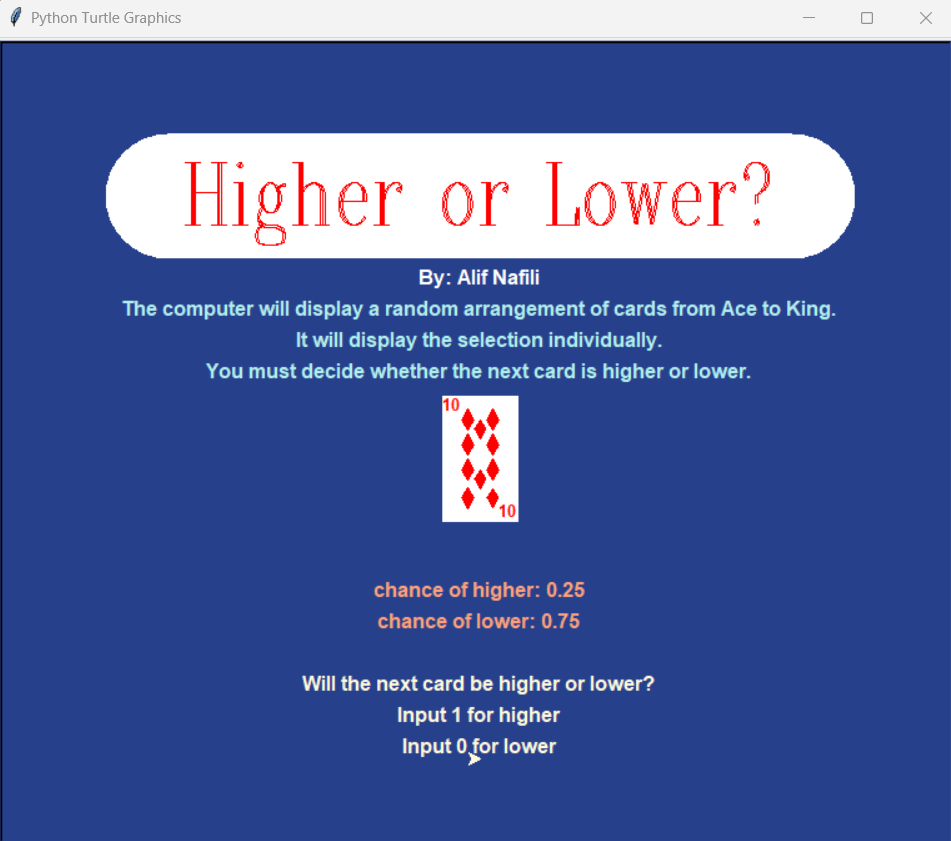 Python Turtle Graphics
Higher or Lower?
By: Alif Nafili
The computer will display a random arrangement of cards from Ace to King.
It will display the selection individually.
You must decide whether the next card is higher or lower.
10
10
chance of higher: 0.25
chance of lower: 0.75
Will the next card be higher or lower?
Input 1 for higher
Input 0 for lower